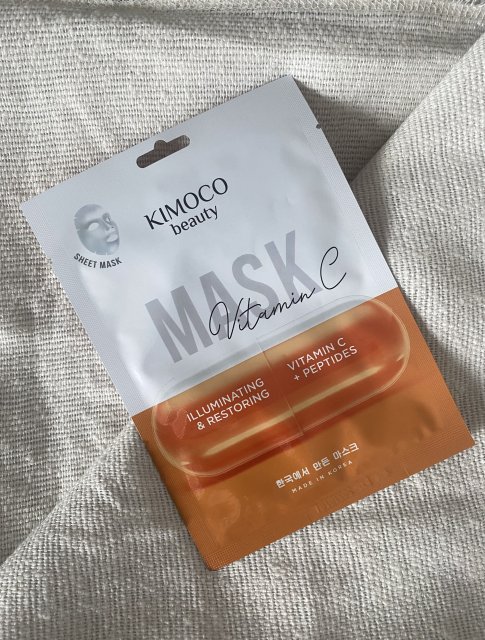 KIMOCO
beauty
SHEET MASK
MASK
Vitamin C
ILLUMINATING
& RESTORING
VITAMIN C
+ PEPTIDES
한국에서 만든 마스크
MADE IN KOREA